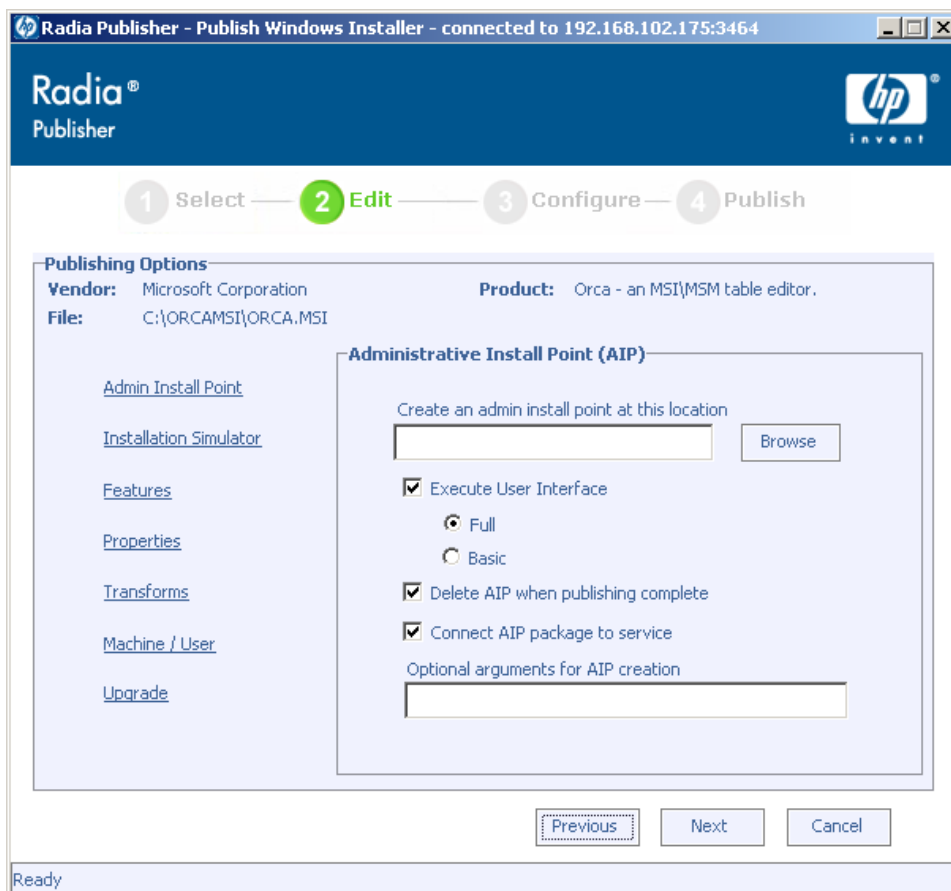 Radia Publisher - Publish Windows Installer - connected to 192.168.102.175:3464
Radia ®
Publisher
hp ®
invent
1 Select 2 Edit 3 Configure 4 Publish
Publishing Options
Vendor: Microsoft Corporation Product: Orca - an MSI\MSM table editor.
File: C:\ORCAMSI\ORCA.MSI
Administrative Install Point (AIP)
Admin Install Point
Installation Simulator
Features
Properties
Transforms
Machine / User
Upgrade
Create an admin install point at this location
Browse
Execute User Interface
Full
Basic
Delete AIP when publishing complete
Connect AIP package to service
Optional arguments for AIP creation
Previous Next Cancel
Ready